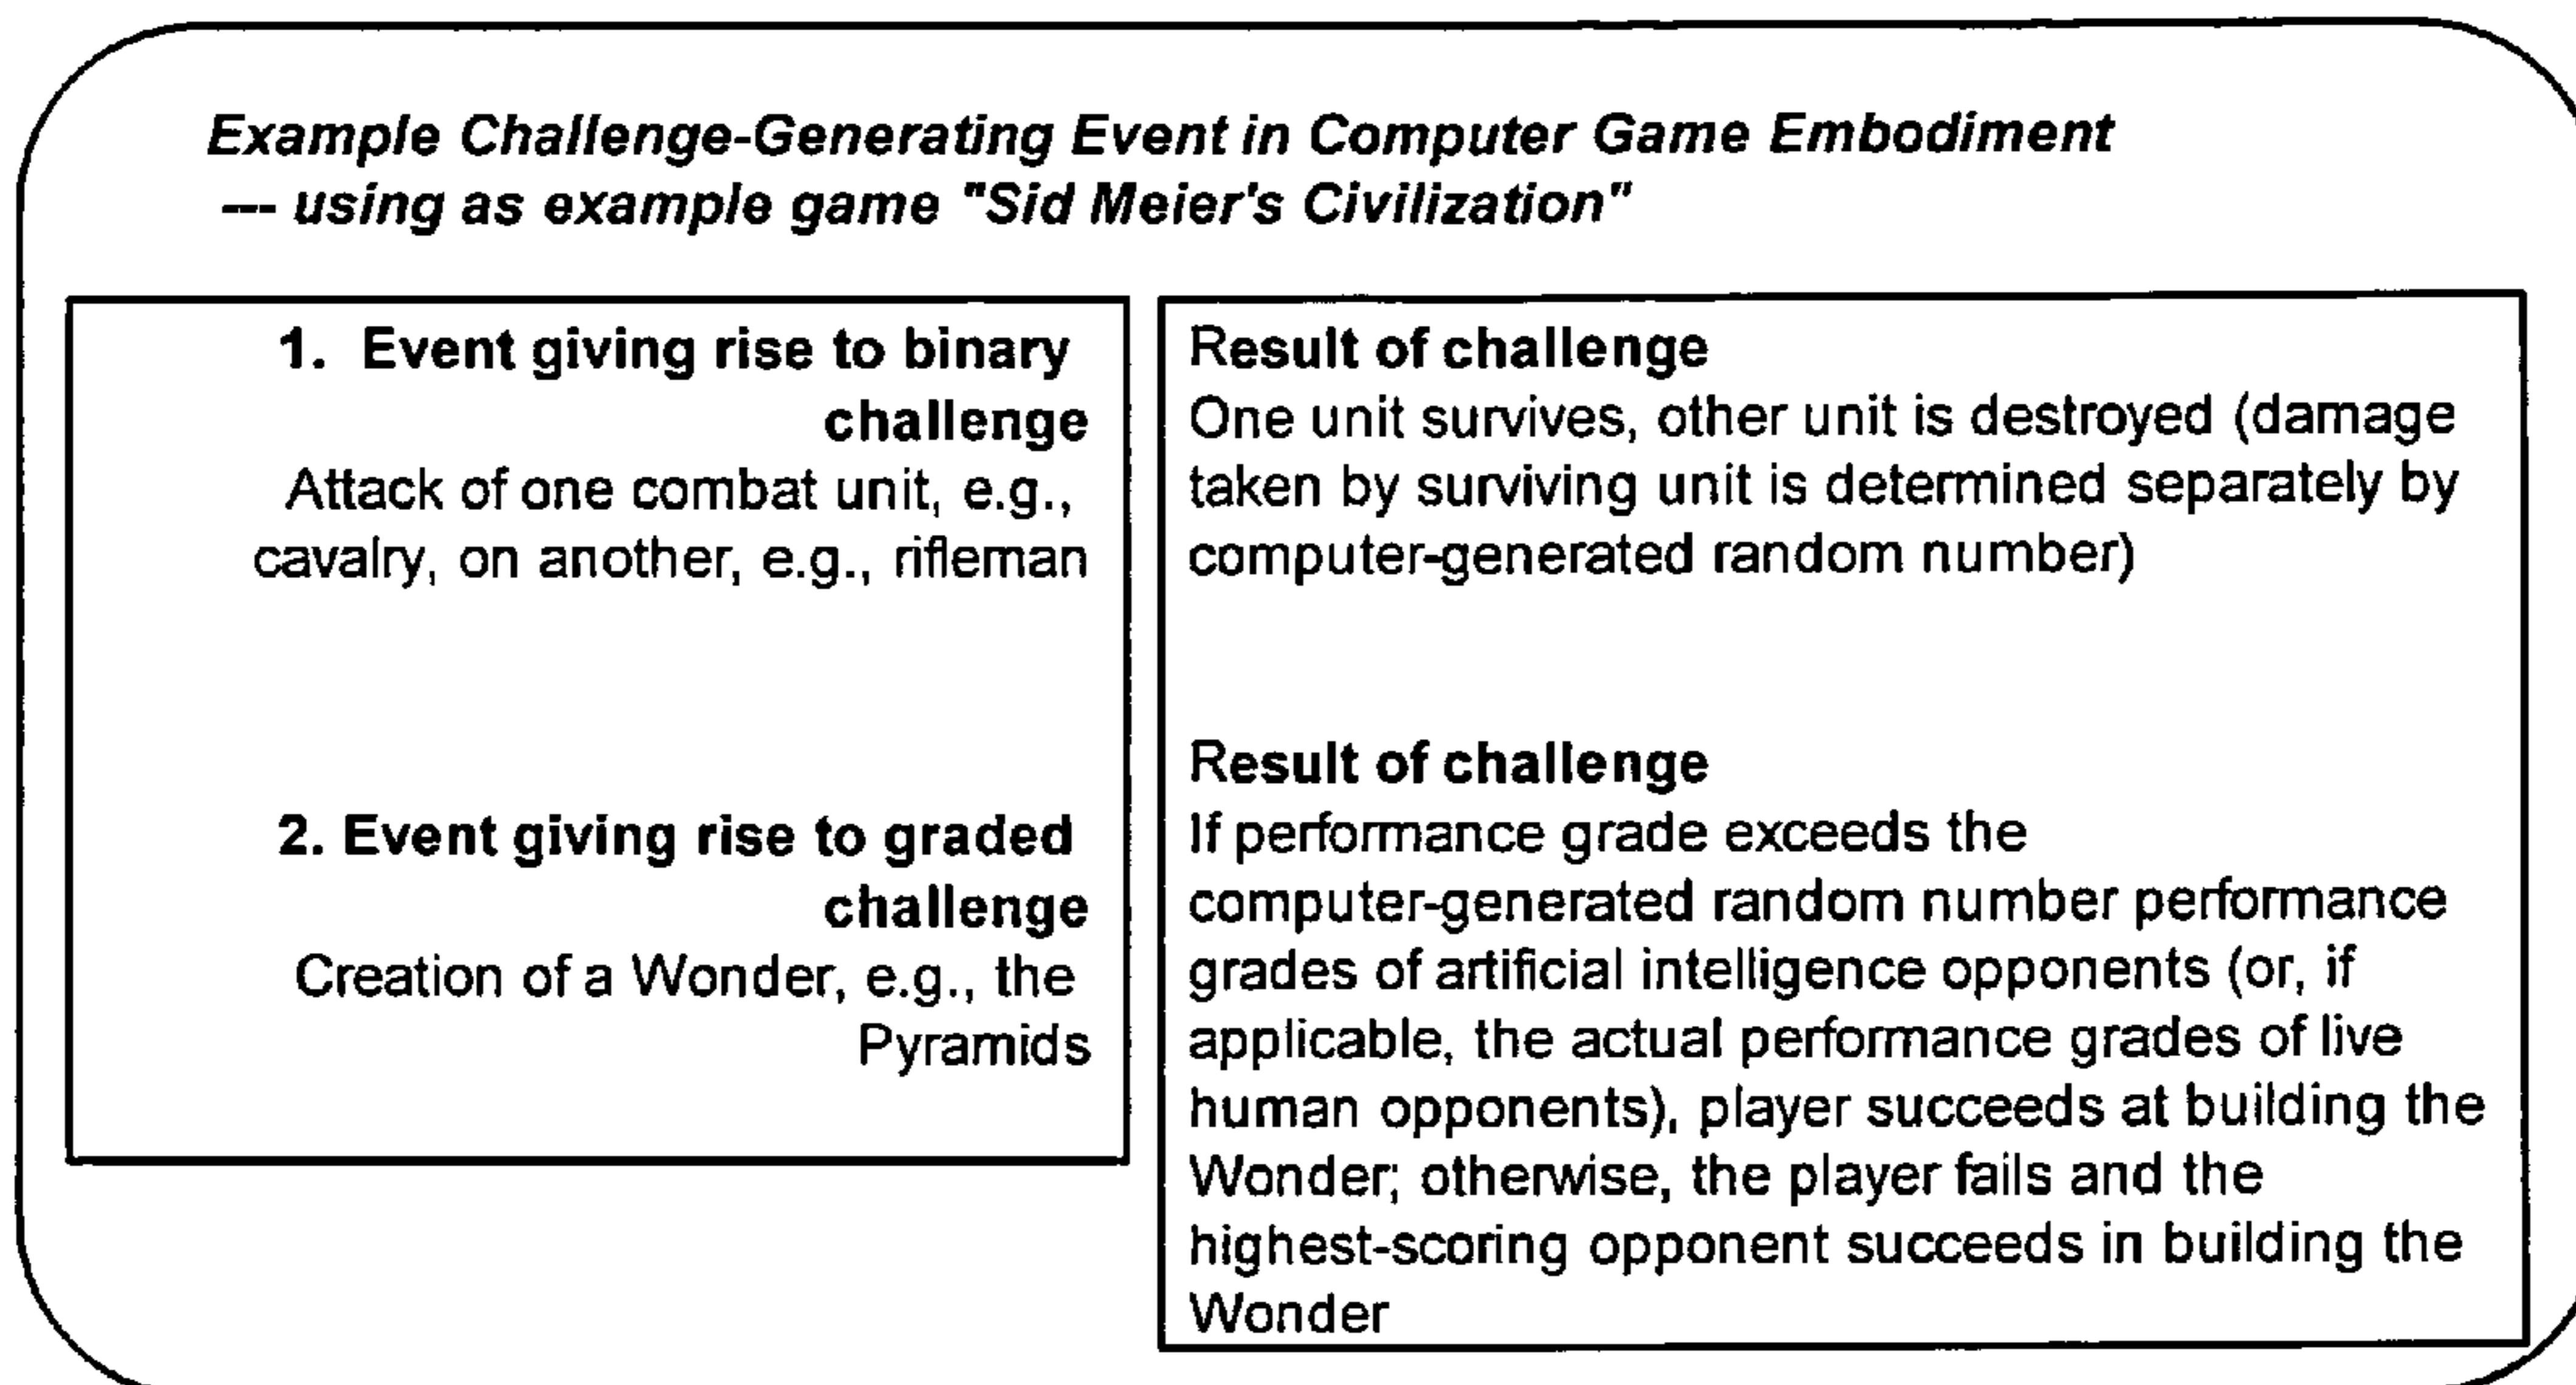 Example Challenge-Generating Event in Computer Game Embodiment
--- using as example game "Sid Meier's Civilization"
1. Event giving rise to binary
challenge
Attack of one combat unit, e.g.,
cavalry, on another, e.g., rifleman
2. Event giving rise to graded
challenge
Creation of a Wonder, e.g., the
Pyramids
Result of challenge
One unit survives, other unit is destroyed (damage
taken by surviving unit is determined separately by
computer-generated random number)
Result of challenge
If performance grade exceeds the
computer-generated random number performance
grades of artificial intelligence opponents (or, if
applicable, the actual performance grades of live
human opponents), player succeeds at building the
Wonder; otherwise, the player fails and the
highest-scoring opponent succeeds in building the
Wonder